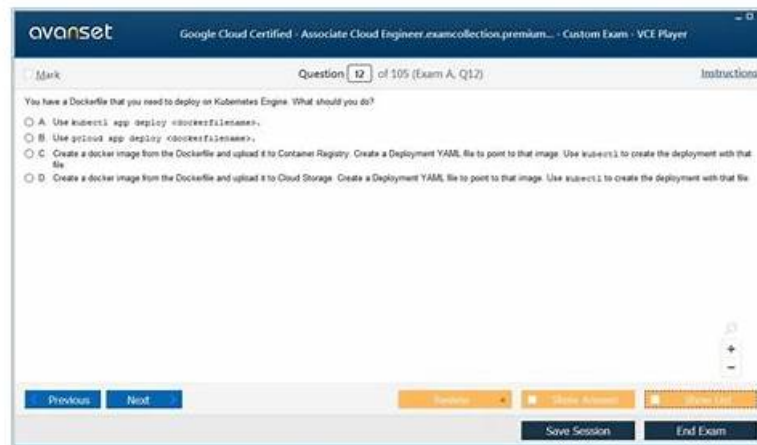 avanset
Google Cloud Certified - Associate Cloud Engineer.examcollection.premium... - Custom Exam - VCE Player
Mark
Question 12 of 105 (Exam A, Q12)
Instructions
You have a Dockerfile that you need to deploy on Kubernetes Engine. What should you do?
A. Use kubectl app deploy <dockerfilename>.
B. Use gcloud app deploy <dockerfilename>.
C. Create a docker image from the Dockerfile and upload it to Container Registry. Create a Deployment YAML file to point to that image. Use kubectl to create the deployment with that
file.
D. Create a docker image from the Dockerfile and upload it to Cloud Storage. Create a Deployment YAML file to point to that image. Use kubectl to create the deployment with that file.
Previous
Next
Review
Show Answer
Show List
Save Session
End Exam